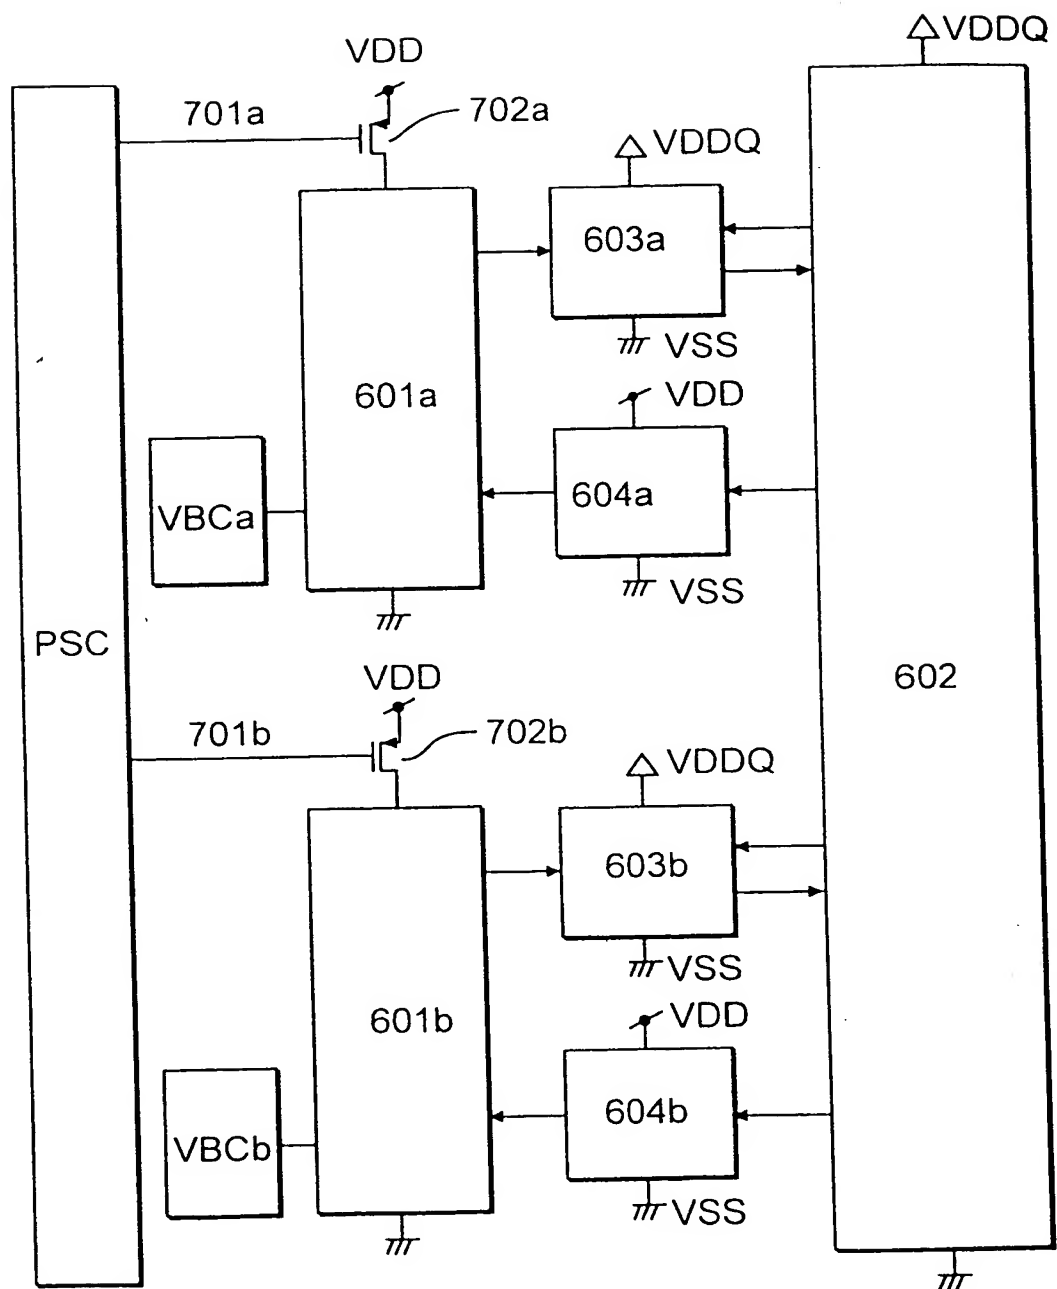 VDDQ
VDD
701a
702a
VDDQ
603a
VSS
601a
VDD
604a
VBCa
VSS
PSC
602
VDD
701b
702b
VDDQ
603b
VSS
601b
VDD
604b
VBCb
VSS